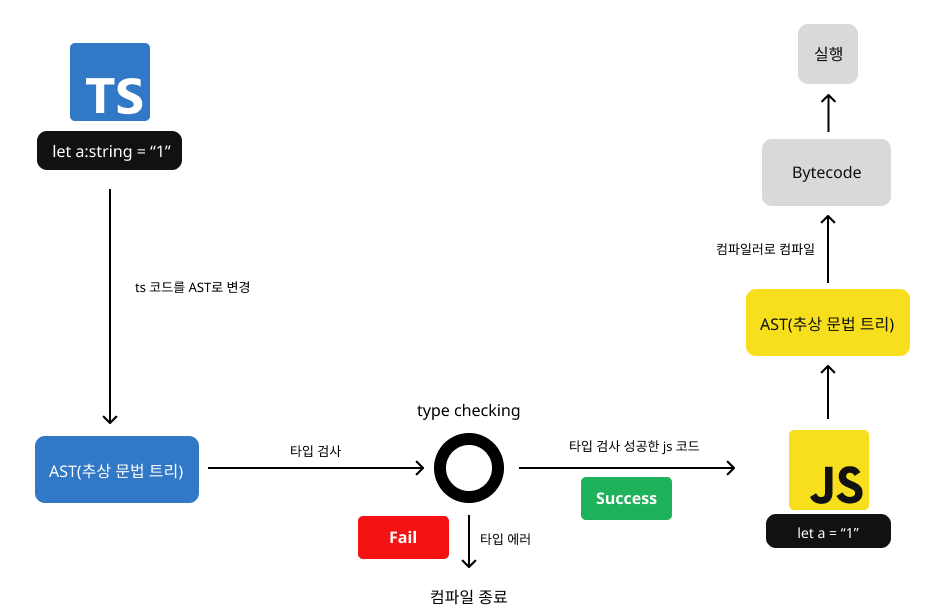 TS
let a:string = “1”
ts 코드를 AST로 변경
AST(추상 문법 트리)
타입 검사
type checking
Fail
타입 에러
컴파일 종료
타입 검사 성공한 js 코드
Success
JS
let a = “1”
AST(추상 문법 트리)
컴파일러로 컴파일
Bytecode
실행